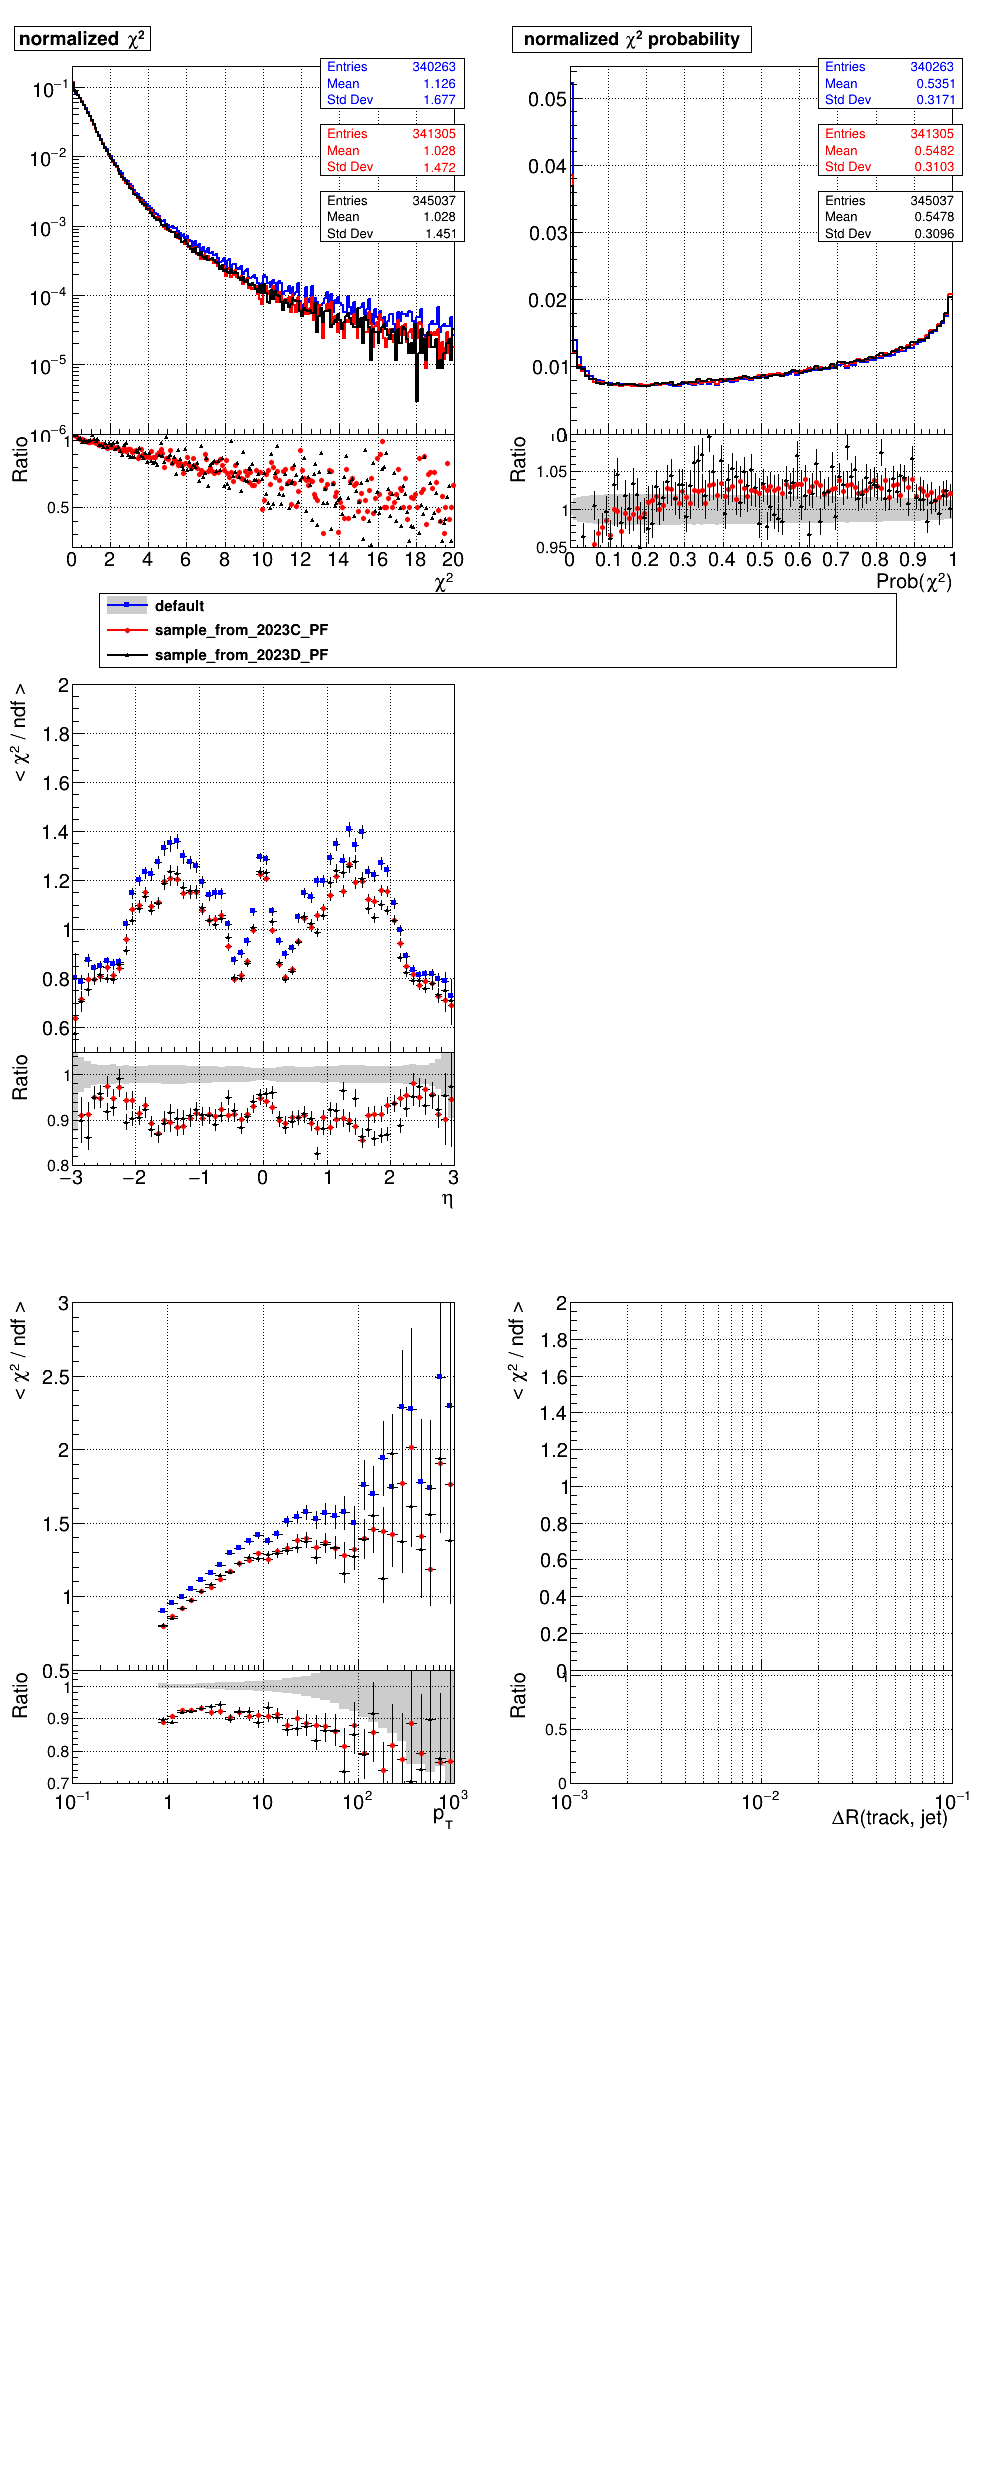 normalized χ²
Entries 340263
Mean 1.126
Std Dev 1.677
Entries 341305
Mean 1.028
Std Dev 1.472
Entries 345037
Mean 1.028
Std Dev 1.451
10⁻¹
10⁻²
10⁻³
10⁻⁴
10⁻⁵
10⁻⁶
Ratio
1
0.5
0 2 4 6 8 10 12 14 16 18 20
χ²
normalized χ² probability
Entries 340263
Mean 0.5351
Std Dev 0.3171
Entries 341305
Mean 0.5482
Std Dev 0.3103
Entries 345037
Mean 0.5478
Std Dev 0.3096
0.05
0.04
0.03
0.02
0.01
0
Ratio
1.05
1
0.95
0 0.1 0.2 0.3 0.4 0.5 0.6 0.7 0.8 0.9 1
Prob(χ²)
default
sample_from_2023C_PF
sample_from_2023D_PF
< χ² / ndf >
2
1.8
1.6
1.4
1.2
1
0.8
0.6
Ratio
1
0.9
0.8
−3 −2 −1 0 1 2 3
η
< χ² / ndf >
3
2.5
2
1.5
1
0.5
Ratio
1
0.9
0.8
0.7
10⁻¹ 1 10 10² 10³
p_T
< χ² / ndf >
2
1.8
1.6
1.4
1.2
1
0.8
0.6
0.4
0.2
0
Ratio
1
0.5
0
10⁻³ 10⁻² 10⁻¹
ΔR(track, jet)